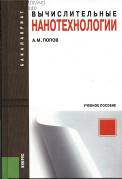 БАКАЛАВРИАТ
ВЫЧИСЛИТЕЛЬНЫЕ
НАНОТЕХНОЛОГИИ
А.М. ПОПОВ
УЧЕБНОЕ ПОСОБИЕ
КНОРУС